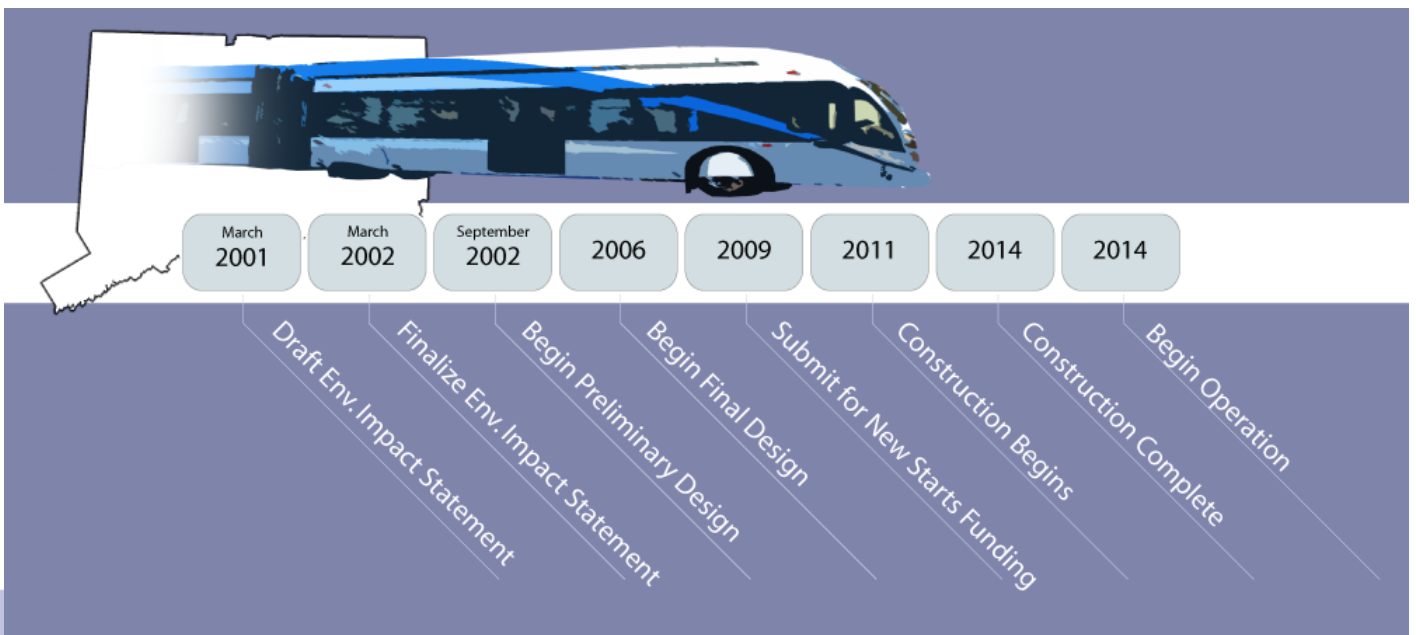 March
2001
March
2002
September
2002
2006
2009
2011
2014
2014
Draft Env. Impact Statement
Finalize Env. Impact Statement
Begin Preliminary Design
Begin Final Design
Submit for New Starts Funding
Construction Begins
Construction Complete
Begin Operation